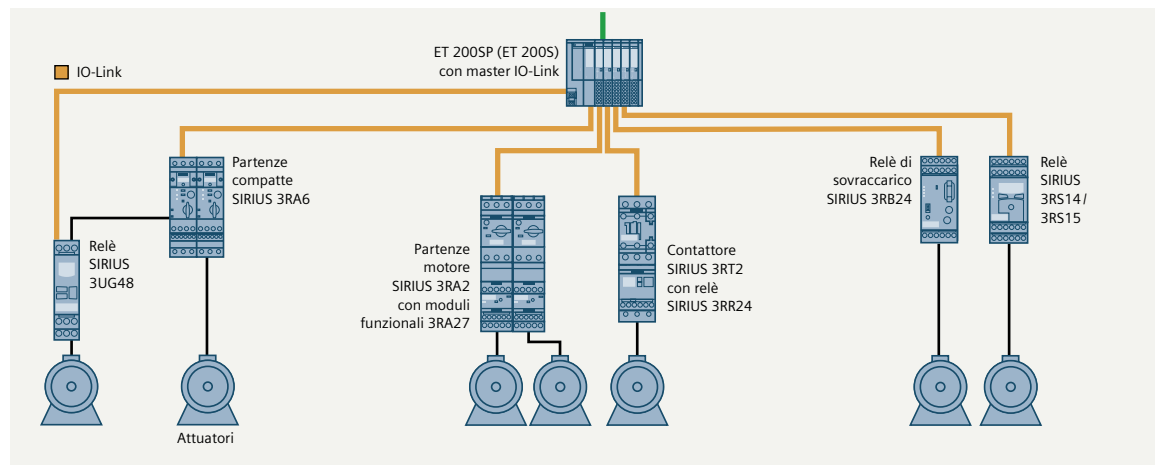 ET 200SP (ET 200S)
con master IO-Link
IO-Link
Partenze
compatte
SIRIUS 3RA6
Relè
SIRIUS
3UG48
Partenze
motore
SIRIUS 3RA2
con moduli
funzionali 3RA27
Contattore
SIRIUS 3RT2
con relè
SIRIUS 3RR24
Relè di
sovraccarico
SIRIUS 3RB24
Relè
SIRIUS
3RS14/
3RS15
Attuatori